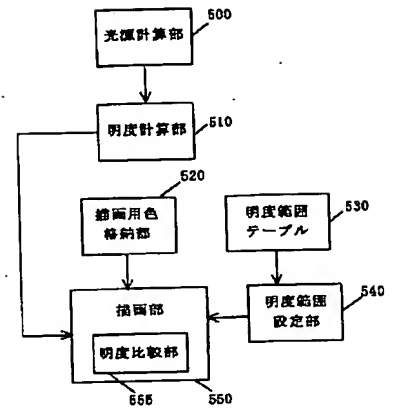 500
光源計算部
明度計算部
510
520
描画用色
格納部
530
明度範囲
テーブル
描画部
明度比較部
明度範囲
設定部
540
555
550